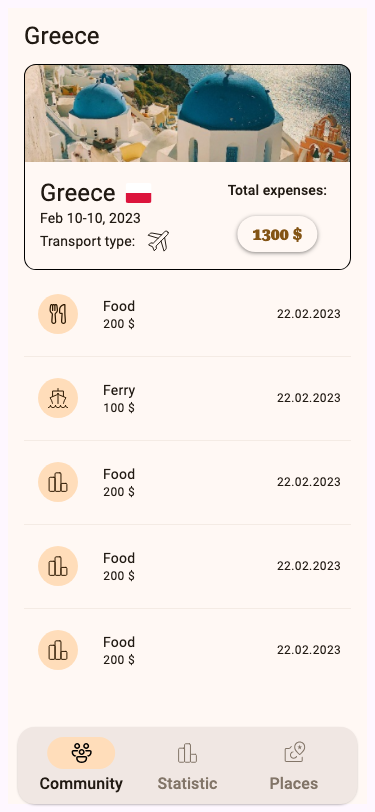 Greece
Greece
Total expenses:
Feb 10-10, 2023
Transport type:
1300 $
Food
200 $
22.02.2023
Ferry
100 $
22.02.2023
Food
200 $
22.02.2023
Food
200 $
22.02.2023
Food
200 $
22.02.2023
Community
Statistic
Places